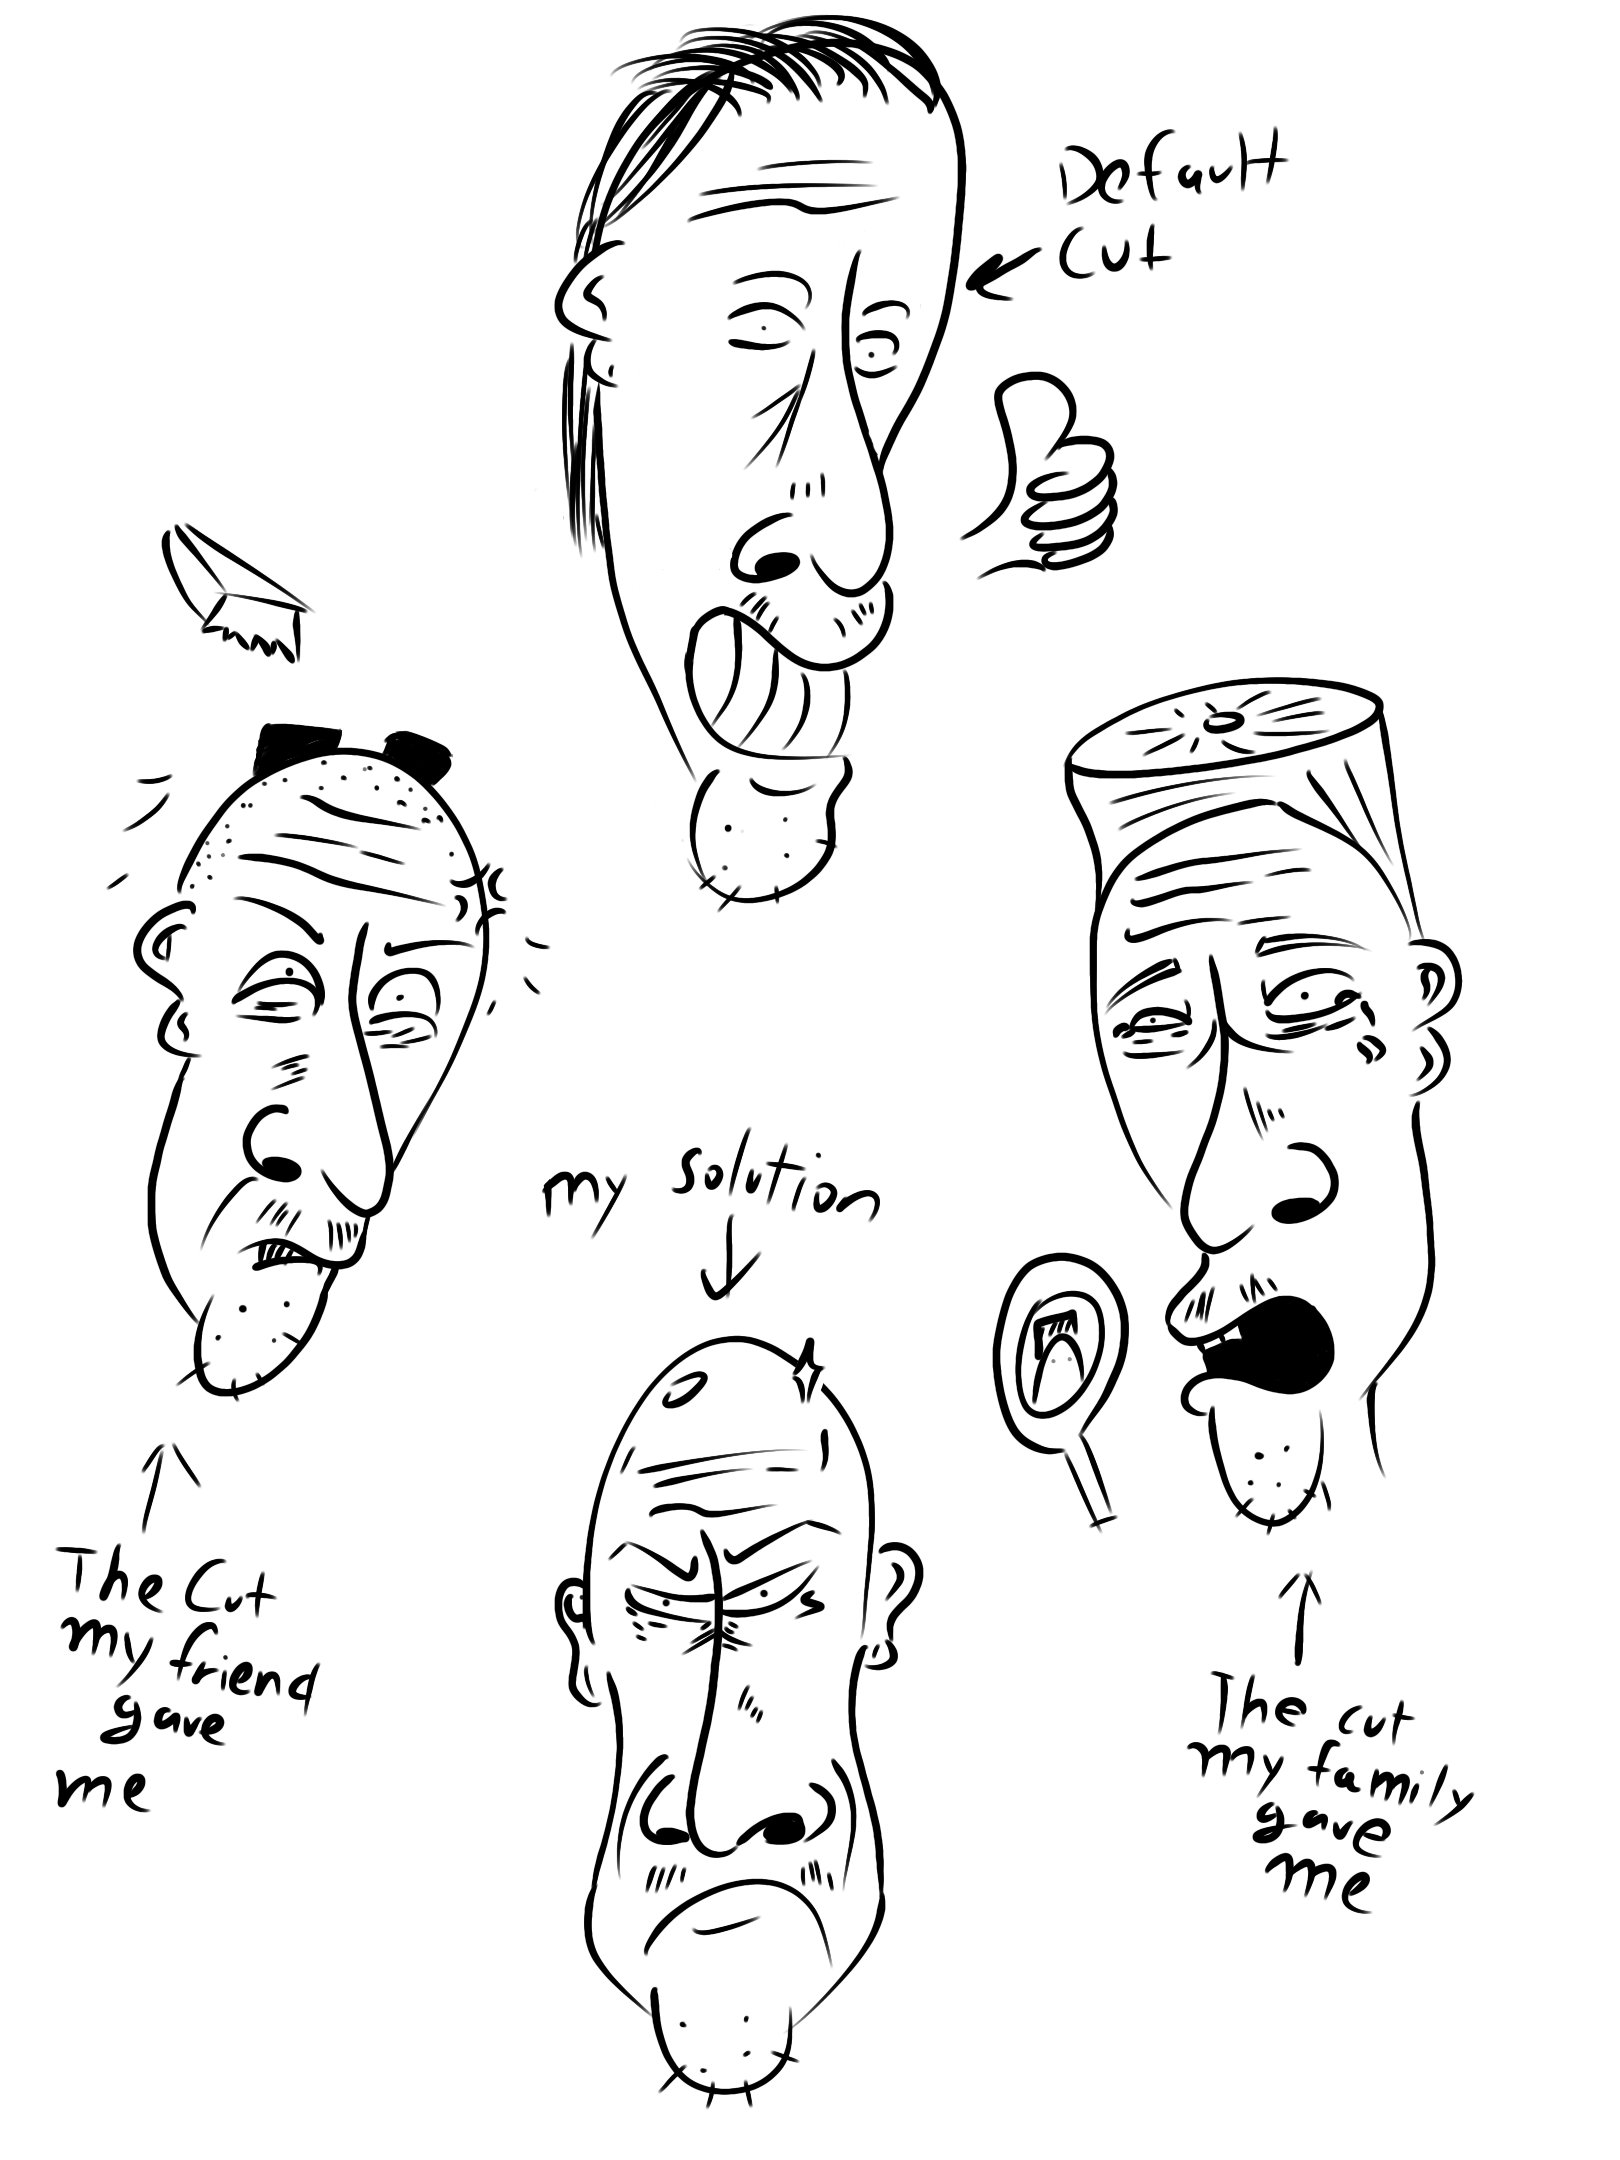 Default
cut
my solution
The Cut
my friend
gave
me
The cut
my family
gave
me